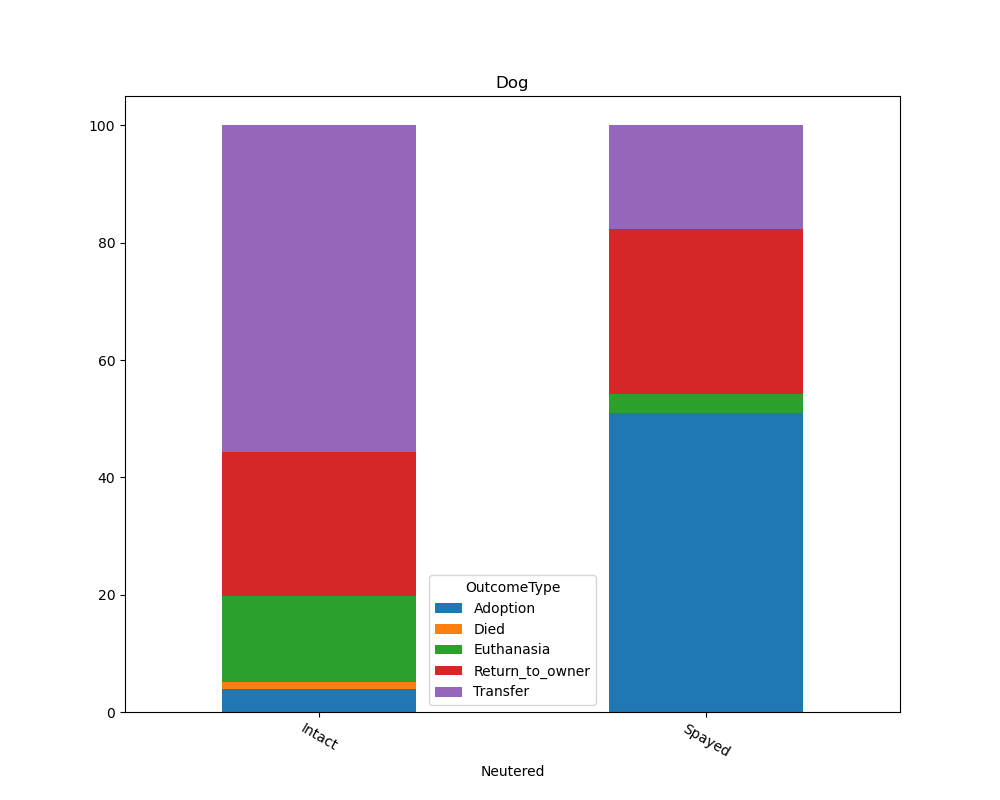 Dog
100
80
60
40
20
0
OutcomeType
Adoption
Died
Euthanasia
Return_to_owner
Transfer
Intact
Spayed
Neutered